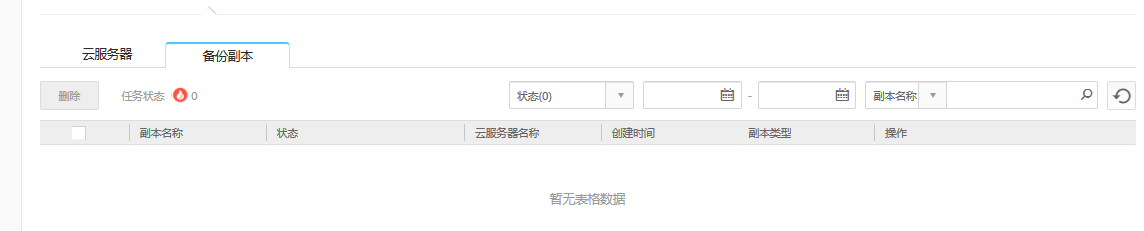 云服务器 备份副本
删除 任务状态 0 状态(0) - 副本名称
副本名称 状态 云服务器名称 创建时间 副本类型 操作
暂无表格数据